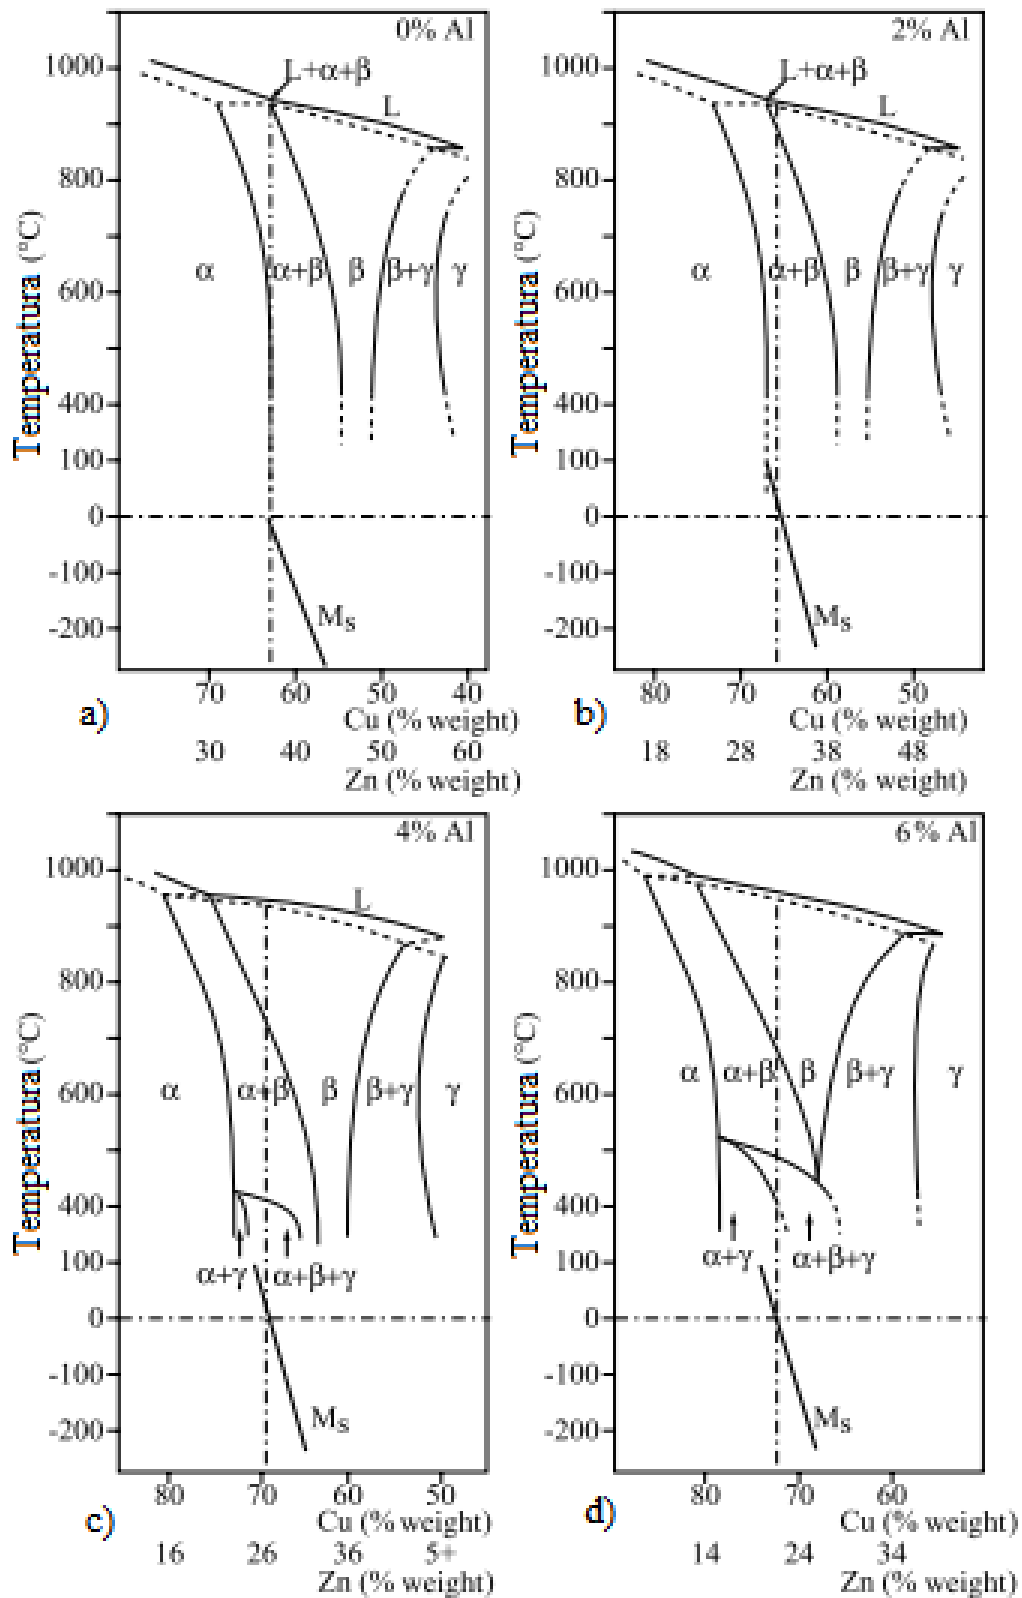 0% Al
1000
L+α+β
L
800
α
α+β
β
β+γ
γ
600
400
100
0
-100
-200
Ms
Temperatura (°C)
70 60 50 40
a)
Cu (% weight)
30 40 50 60
Zn (% weight)
2% Al
1000
L+α+β
L
800
α
α+β
β
β+γ
γ
600
400
100
0
-100
-200
Ms
Temperatura (°C)
80 70 60 50
b)
Cu (% weight)
18 28 38 48
Zn (% weight)
4% Al
1000
L
800
α
α+β
β
β+γ
γ
600
400
α+γ
α+β+γ
100
0
-100
-200
Ms
Temperatura (°C)
80 70 60 50
c)
Cu (% weight)
16 26 36 5+
Zn (% weight)
6% Al
1000
800
α
α+β
β
β+γ
γ
600
400
α+γ
α+β+γ
100
0
-100
-200
Ms
Temperatura (°C)
80 70 60
d)
Cu (% weight)
14 24 34
Zn (% weight)